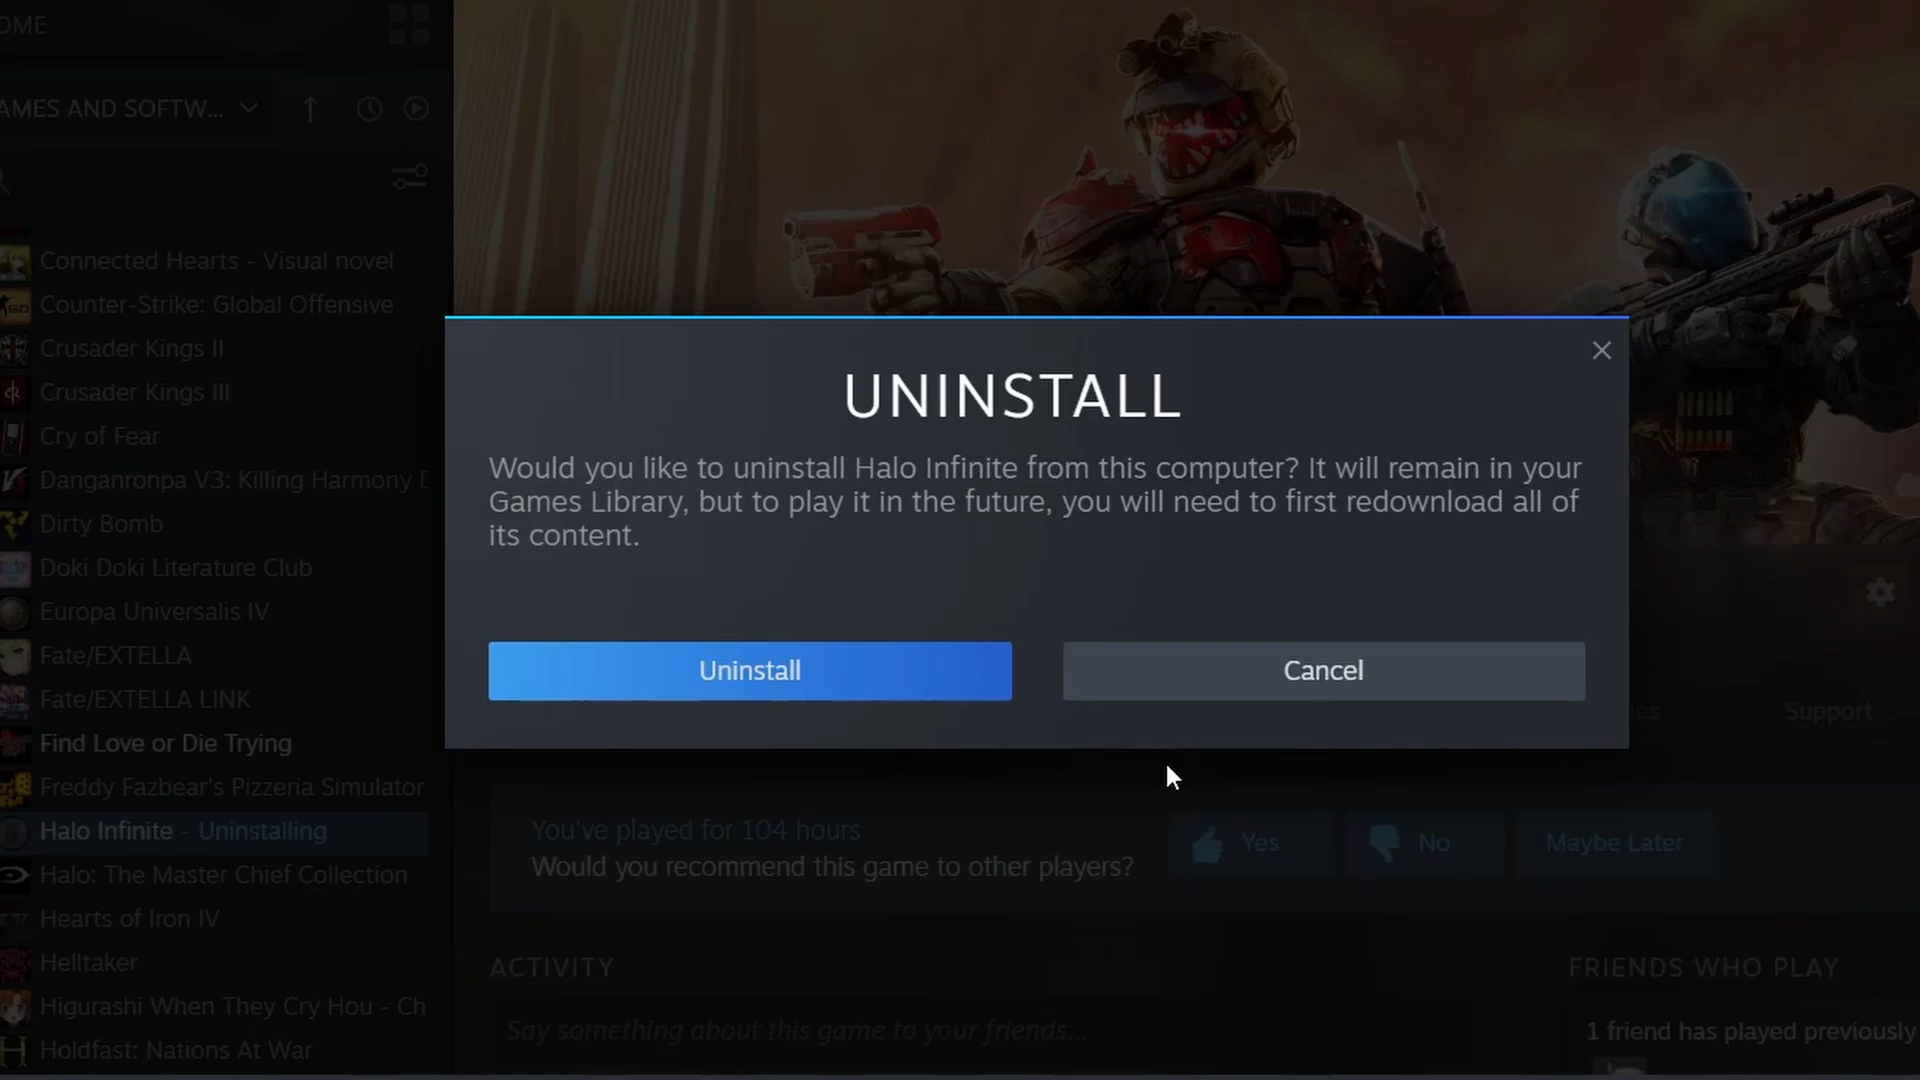 OME
AMES AND SOFTW...
Connected Hearts - Visual novel
Counter-Strike: Global Offensive
Crusader Kings II
Crusader Kings III
Cry of Fear
Danganronpa V3: Killing Harmony D
Dirty Bomb
Doki Doki Literature Club
Europa Universalis IV
Fate/EXTELLA
Fate/EXTELLA LINK
Find Love or Die Trying
Freddy Fazbear's Pizzeria Simulator
Halo Infinite - Uninstalling
Halo: The Master Chief Collection
Hearts of Iron IV
Helltaker
Higurashi When They Cry Hou - Ch
Holdfast: Nations At War
UNINSTALL
Would you like to uninstall Halo Infinite from this computer? It will remain in your
Games Library, but to play it in the future, you will need to first redownload all of
its content.
Uninstall
Cancel
Support
You've played for 104 hours
Would you recommend this game to other players?
Yes
No
Maybe Later
ACTIVITY
Say something about this game to your friends...
FRIENDS WHO PLAY
1 friend has played previously